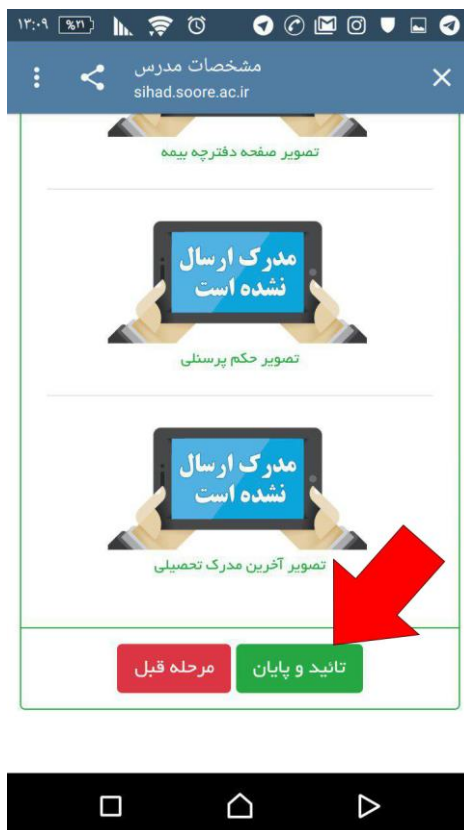 ۱۳:۰۹ %۲۱
مشخصات مدرس
sihad.soore.ac.ir
تصویر صفحه دفترچه بیمه
مدرک ارسال
نشده است
تصویر حکم پرسنلی
مدرک ارسال
نشده است
تصویر آخرین مدرک تحصیلی
تائید و پایان
مرحله قبل